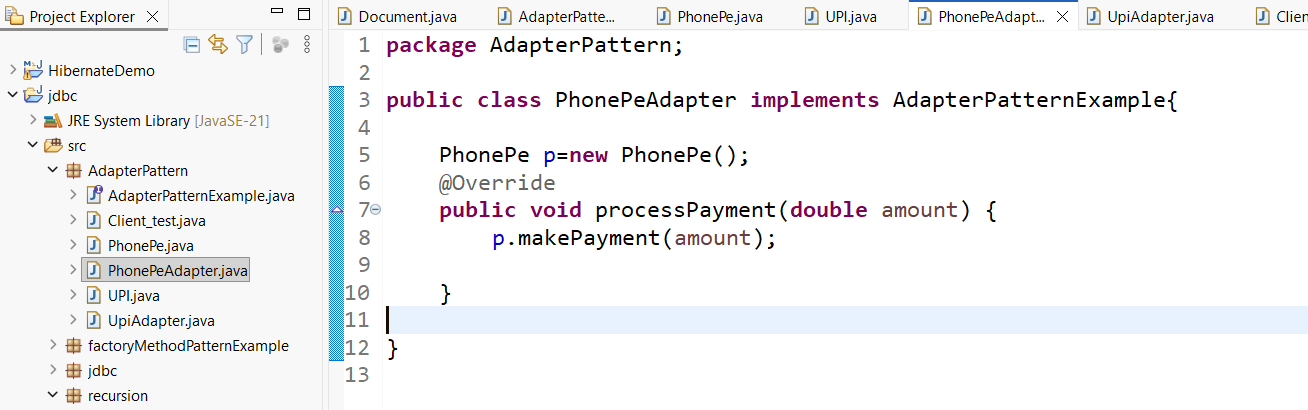 Project Explorer
HibernateDemo
jdbc
JRE System Library [JavaSE-21]
src
AdapterPattern
AdapterPatternExample.java
Client_test.java
PhonePe.java
PhonePeAdapter.java
UPI.java
UpiAdapter.java
factoryMethodPatternExample
jdbc
recursion
Document.java AdapterPatte... PhonePe.java UPI.java PhonePeAdapt... UpiAdapter.java Clien
1 package AdapterPattern;
2
3 public class PhonePeAdapter implements AdapterPatternExample{
4
5 PhonePe p=new PhonePe();
6 @Override
7 public void processPayment(double amount) {
8 p.makePayment(amount);
9
10 }
11
12 }
13